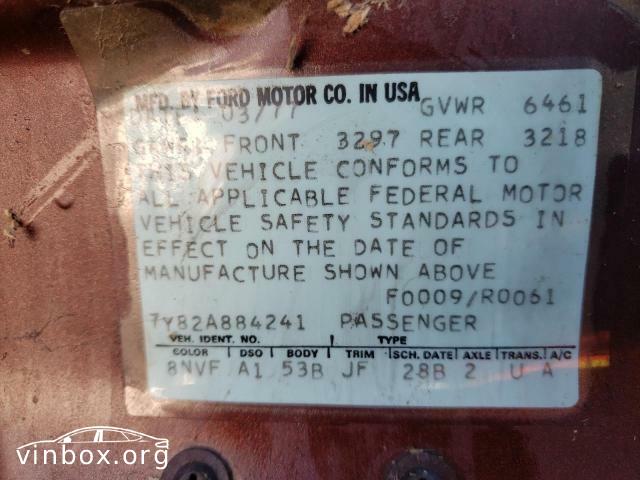 MFD. BY FORD MOTOR CO. IN USA
03/77 GVWR 6461
FRONT 3297 REAR 3218
THIS VEHICLE CONFORMS TO
ALL APPLICABLE FEDERAL MOTOR
VEHICLE SAFETY STANDARDS IN
EFFECT ON THE DATE OF
MANUFACTURE SHOWN ABOVE
F0009/R0061
7Y82A884241 PASSENGER
VEH. IDENT. NO. TYPE
COLOR DSO BODY TRIM SCH. DATE AXLE TRANS. A/C
8NVF A1 53B JF 28B 2 U A
vinbox.org